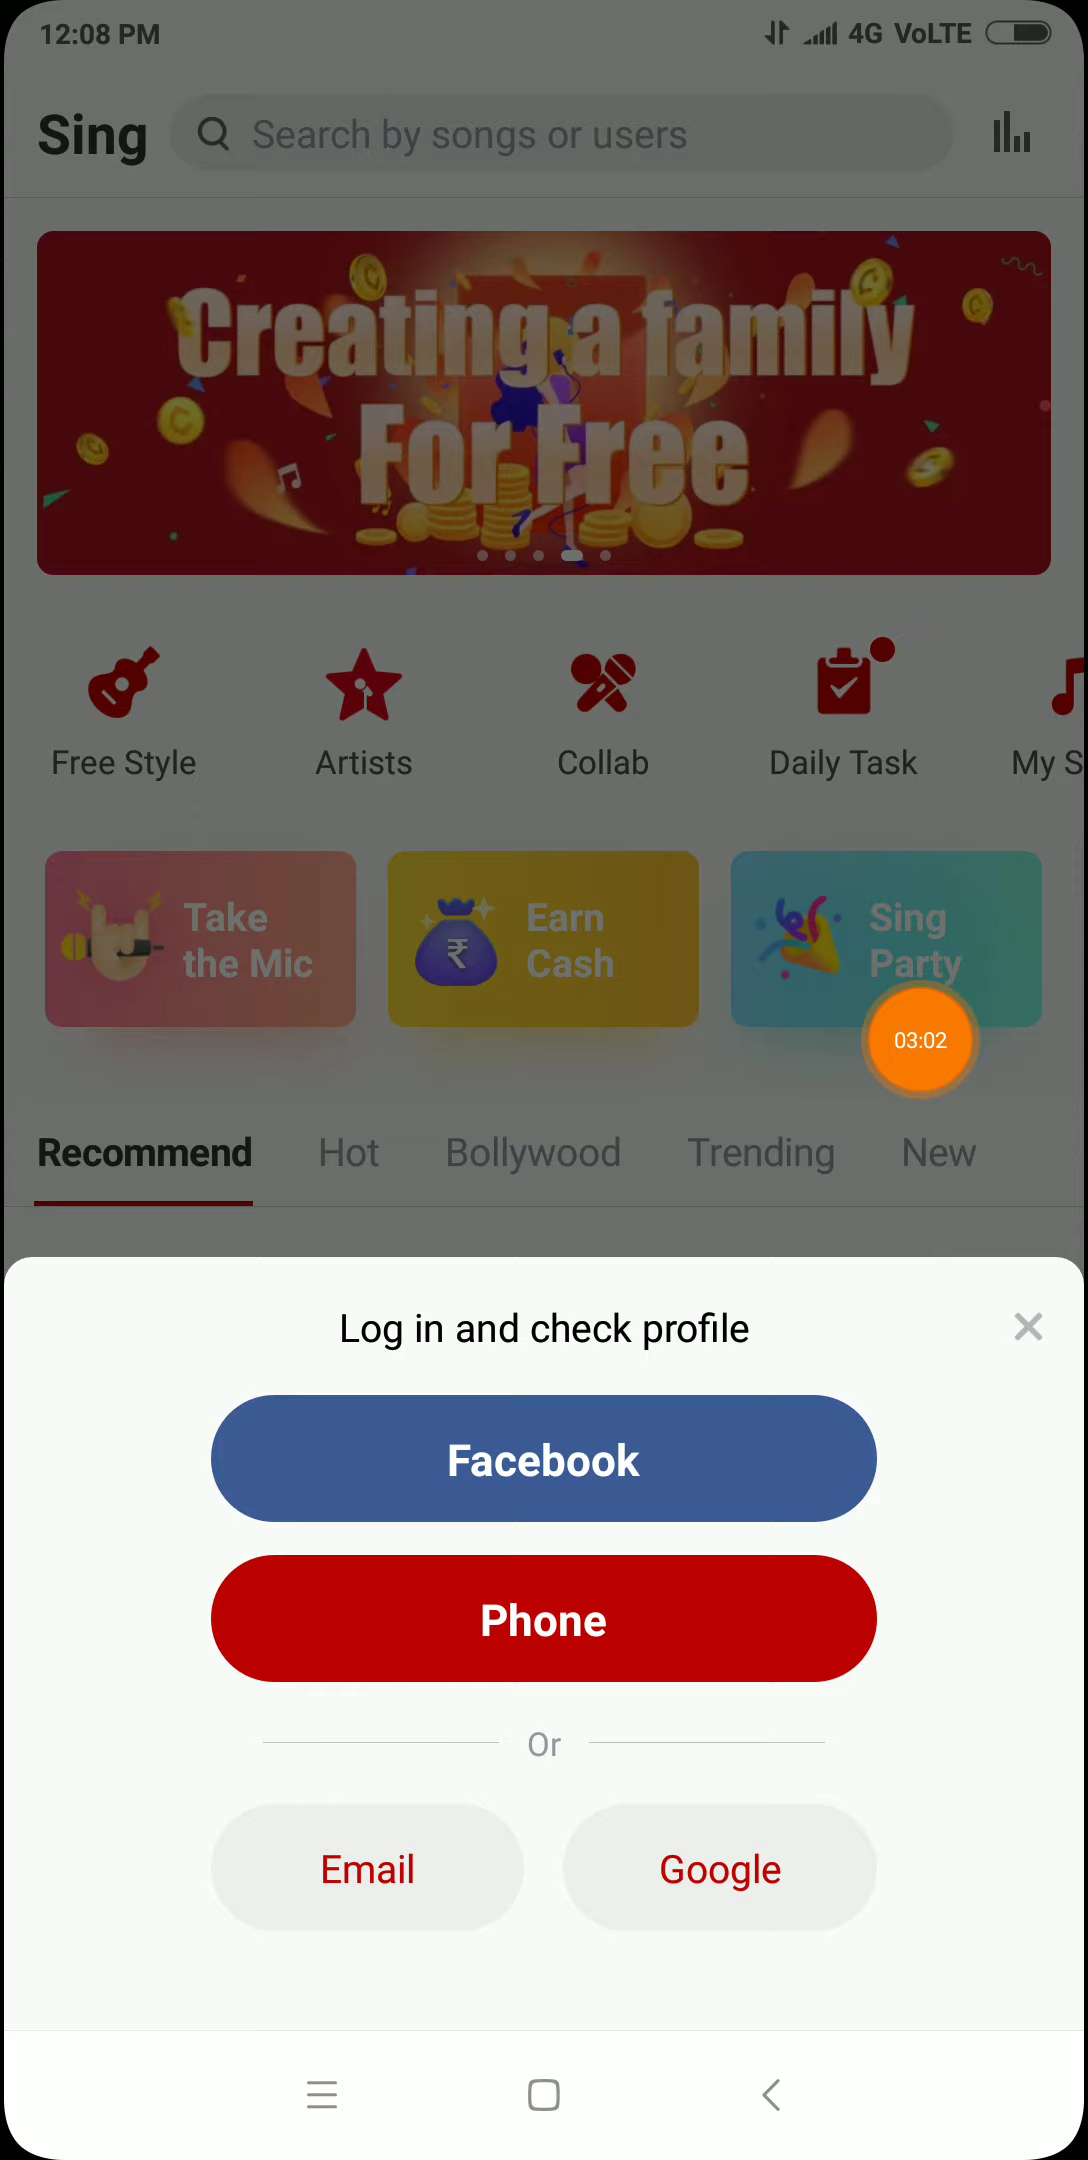 12:08 PM
4G VoLTE
Sing
Search by songs or users
Creating a family
For Free
Free Style
Artists
Collab
Daily Task
My S
Take
the Mic
Earn
Cash
Sing
Party
03:02
Recommend
Hot
Bollywood
Trending
New
Log in and check profile
Facebook
Phone
Or
Email
Google